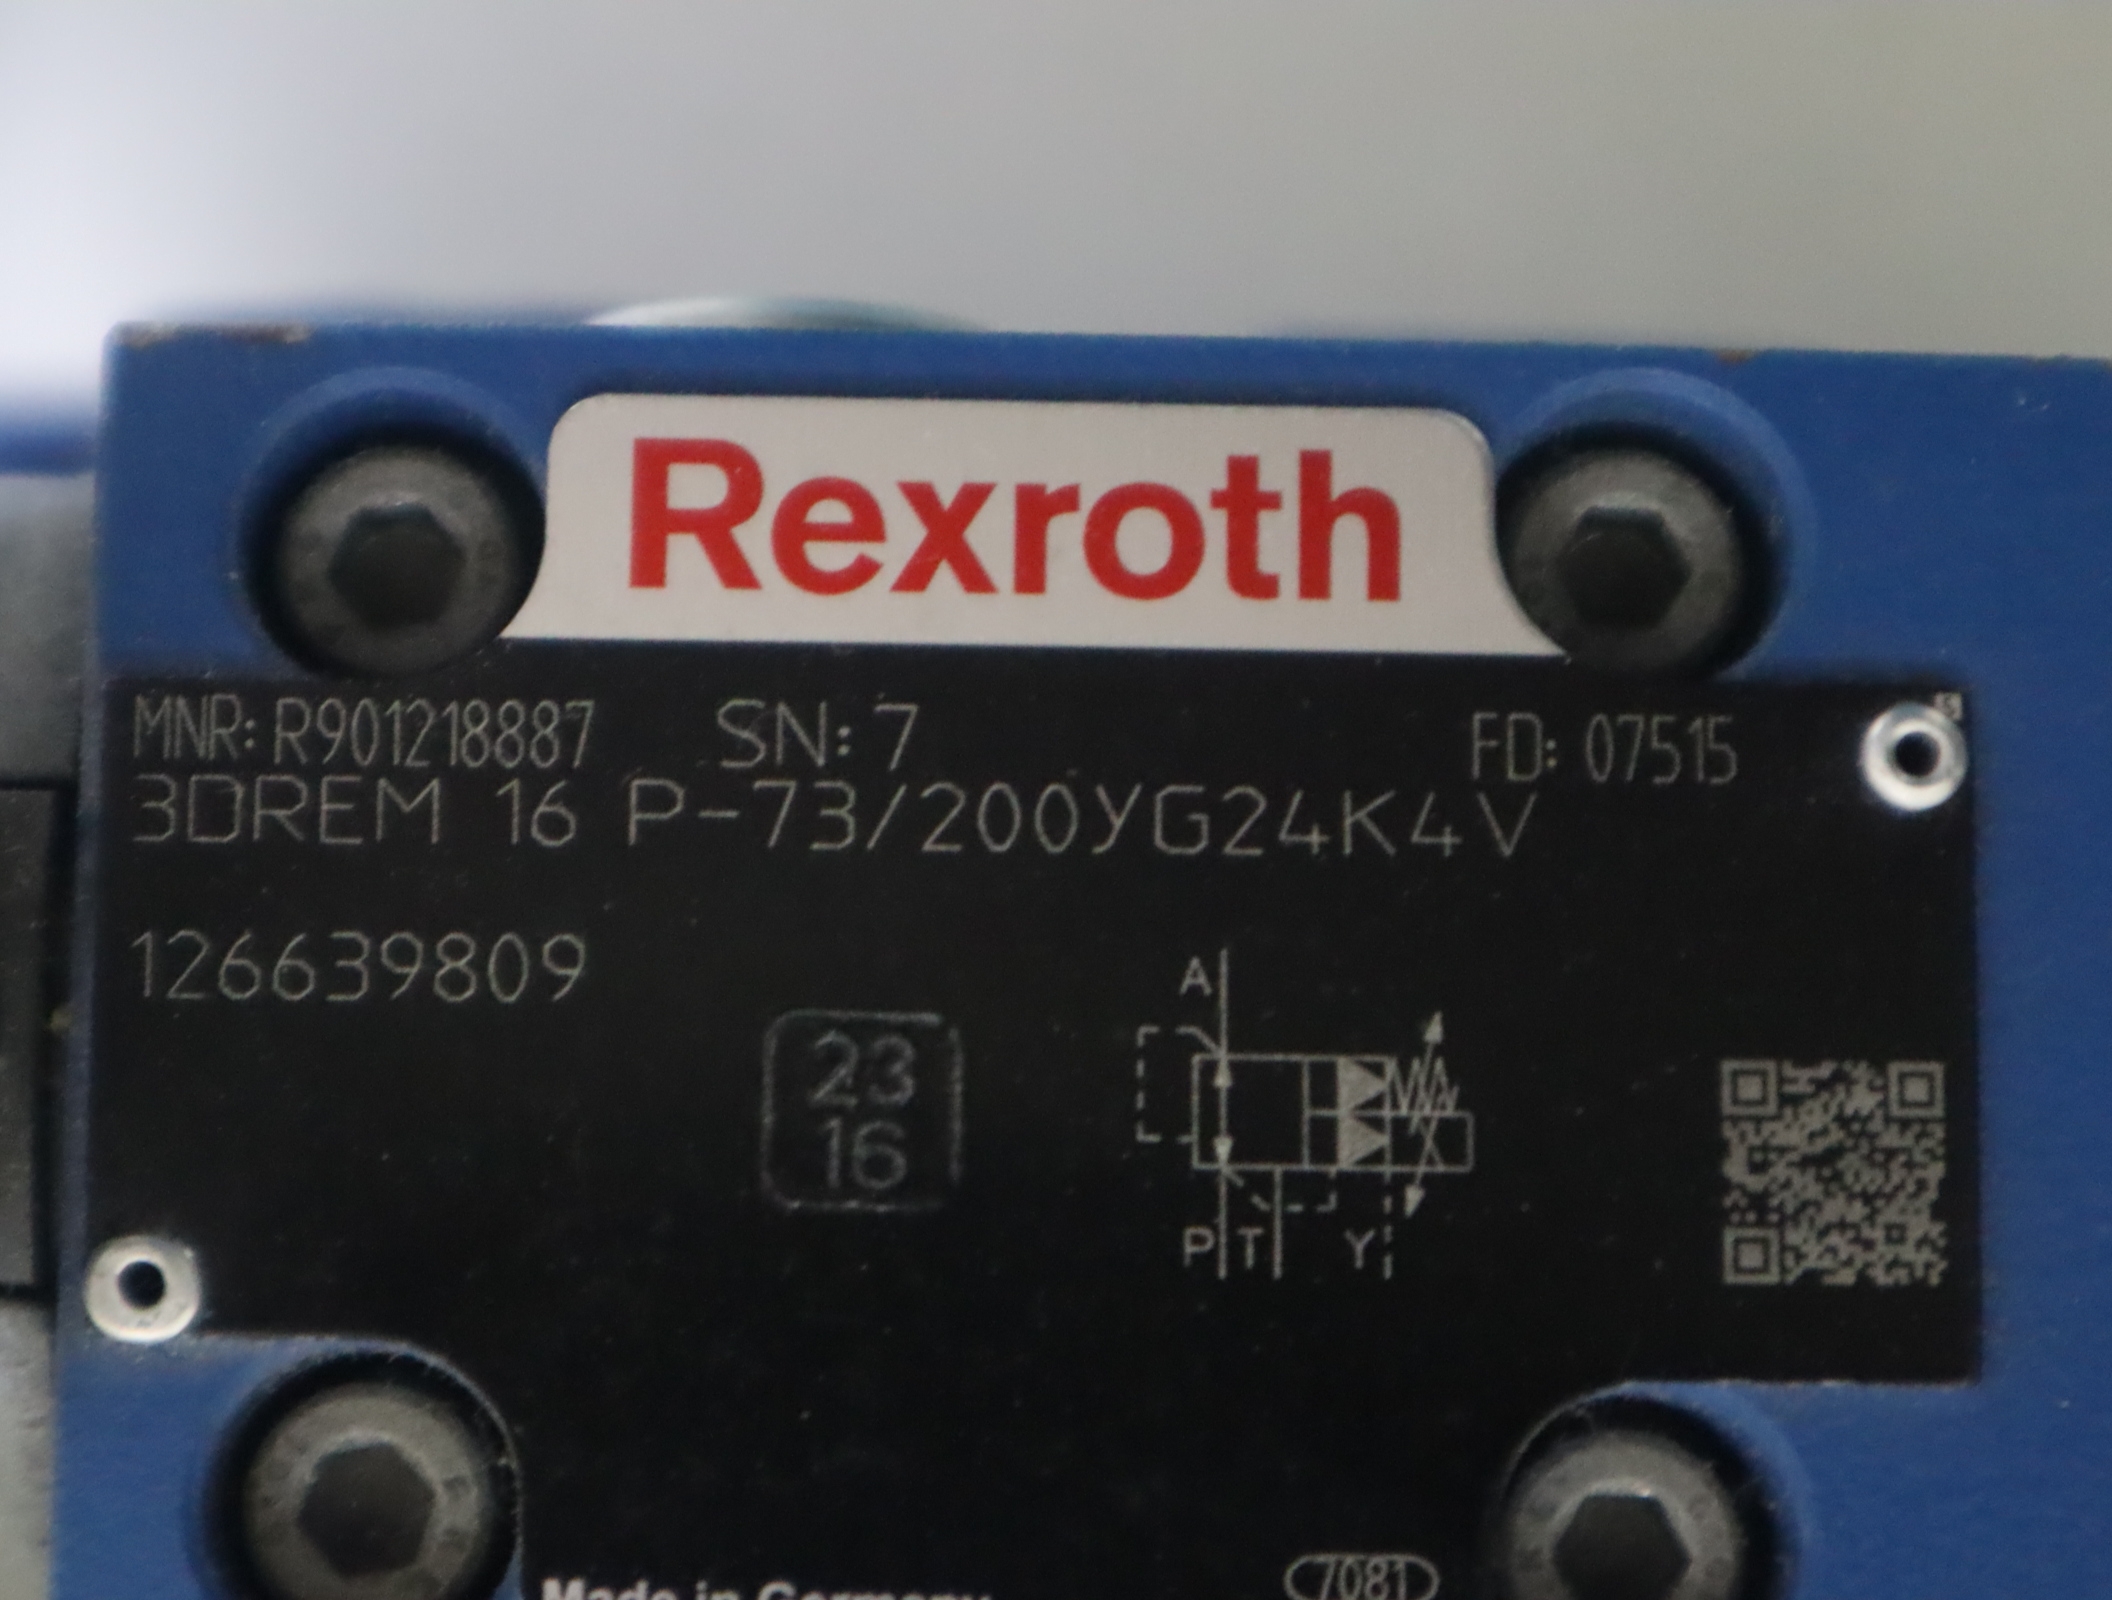 Rexroth
MNR: R901218887 SN: 7 FD: 07515
3DREM 16 P-73/200YG24K4V
126639809
23
16
A
P T Y
Made in Germany
7081